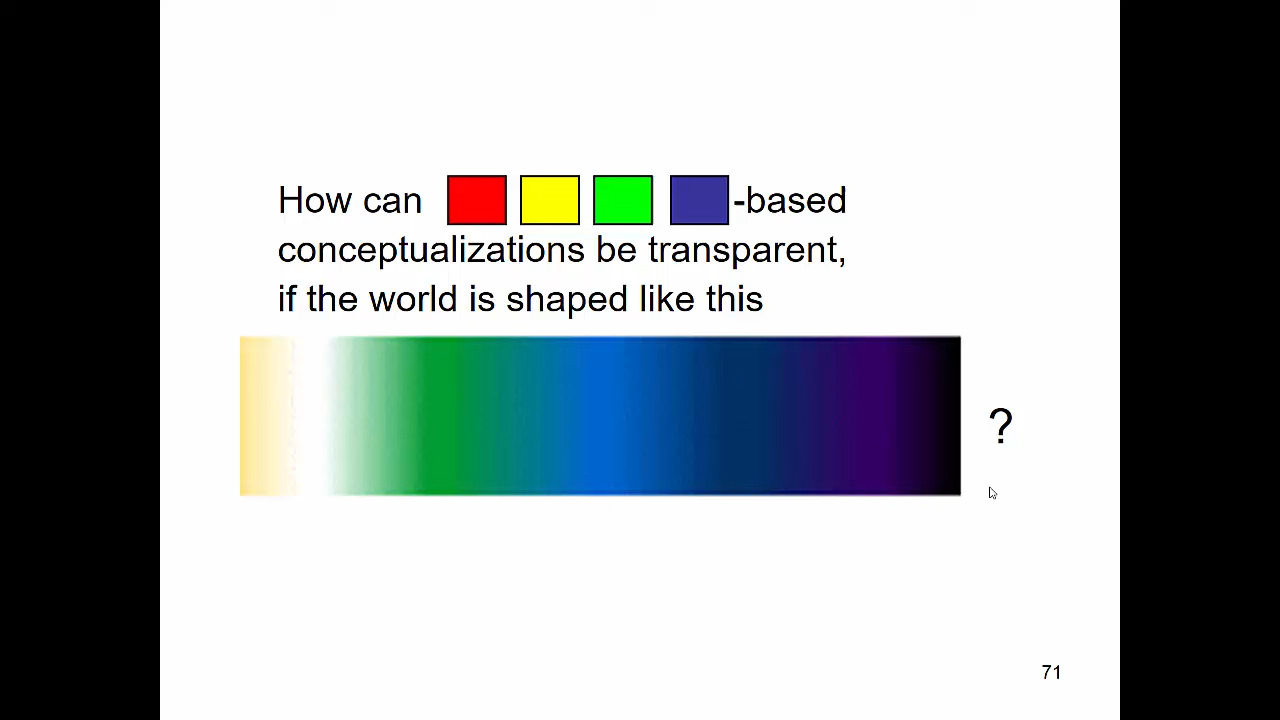 How can -based
conceptualizations be transparent,
if the world is shaped like this
?
71